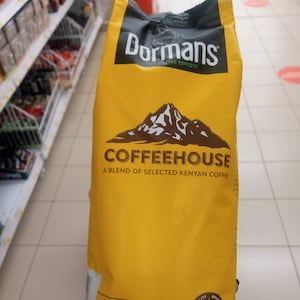 Dormans
COFFEEHOUSE
A BLEND OF SELECTED KENYAN COFFEE